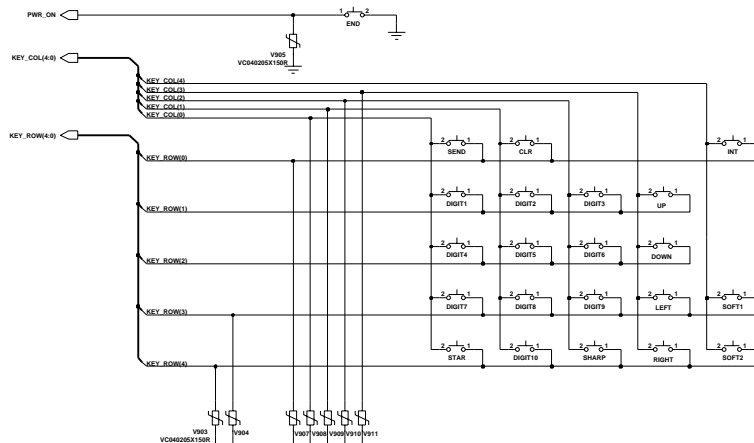 PWR_ON
1 2
END
V905
VC040205X150R
KEY_COL(4:0)
KEY_COL(4)
KEY_COL(3)
KEY_COL(2)
KEY_COL(1)
KEY_COL(0)
KEY_ROW(4:0)
2 1 2 1 2 1
SEND CLR INT
KEY_ROW(0)
2 1 2 1 2 1 2 1
DIGIT1 DIGIT2 DIGIT3 UP
KEY_ROW(1)
2 1 2 1 2 1 2 1
DIGIT4 DIGIT5 DIGIT6 DOWN
KEY_ROW(2)
2 1 2 1 2 1 2 1 2 1
DIGIT7 DIGIT8 DIGIT9 LEFT SOFT1
KEY_ROW(3)
2 1 2 1 2 1 2 1 2 1
STAR DIGIT10 SHARP RIGHT SOFT2
KEY_ROW(4)
V903 V904 V907 V908 V909 V910 V911
VC040205X150R